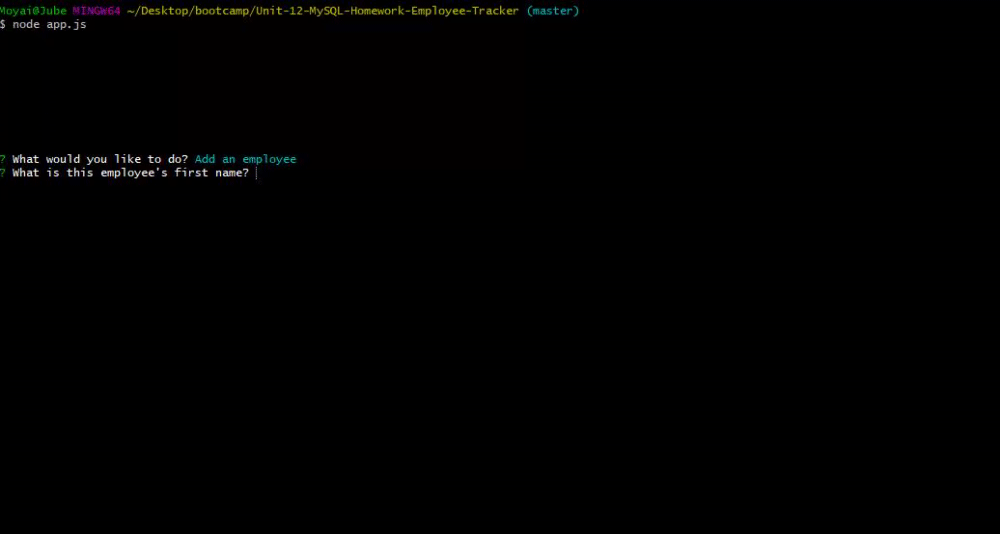 Moyai@Jube MINGW64 ~/Desktop/bootcamp/Unit-12-MySQL-Homework-Employee-Tracker (master)
$ node app.js
? What would you like to do? Add an employee
? What is this employee's first name?